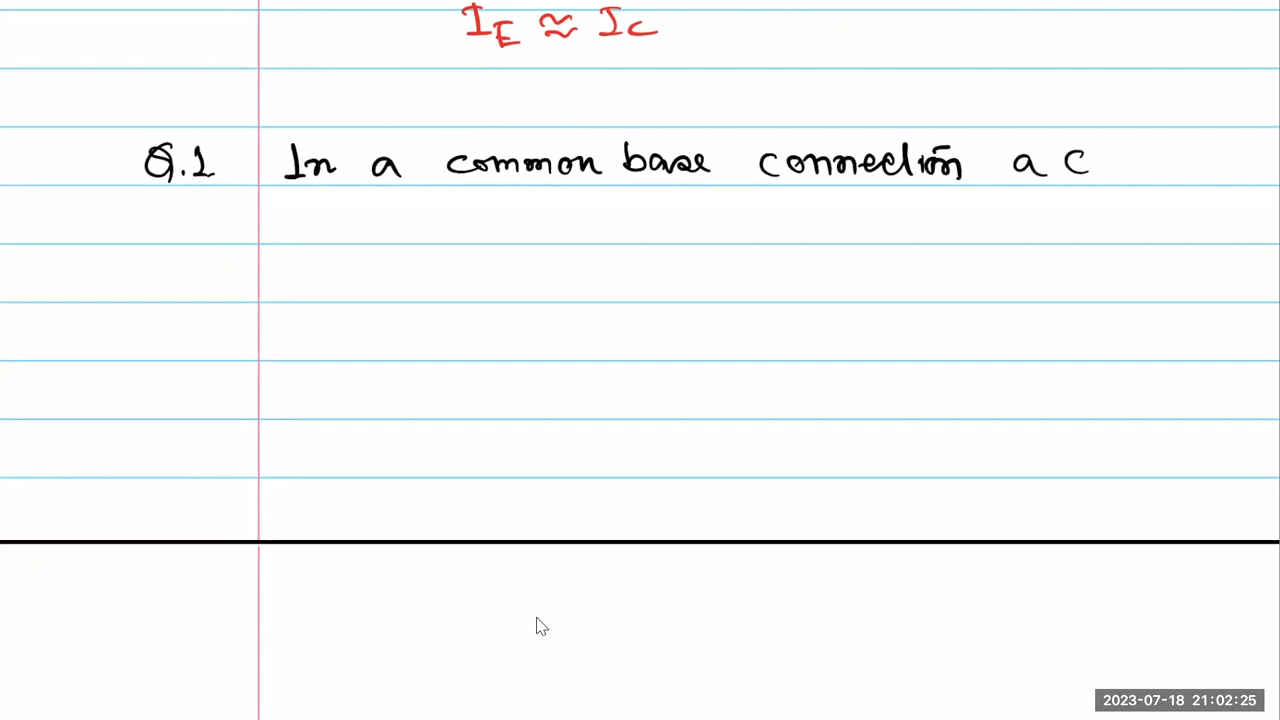 I_E ≈ I_C
Q.1 In a common base connection a c
2023-07-18 21:02:25